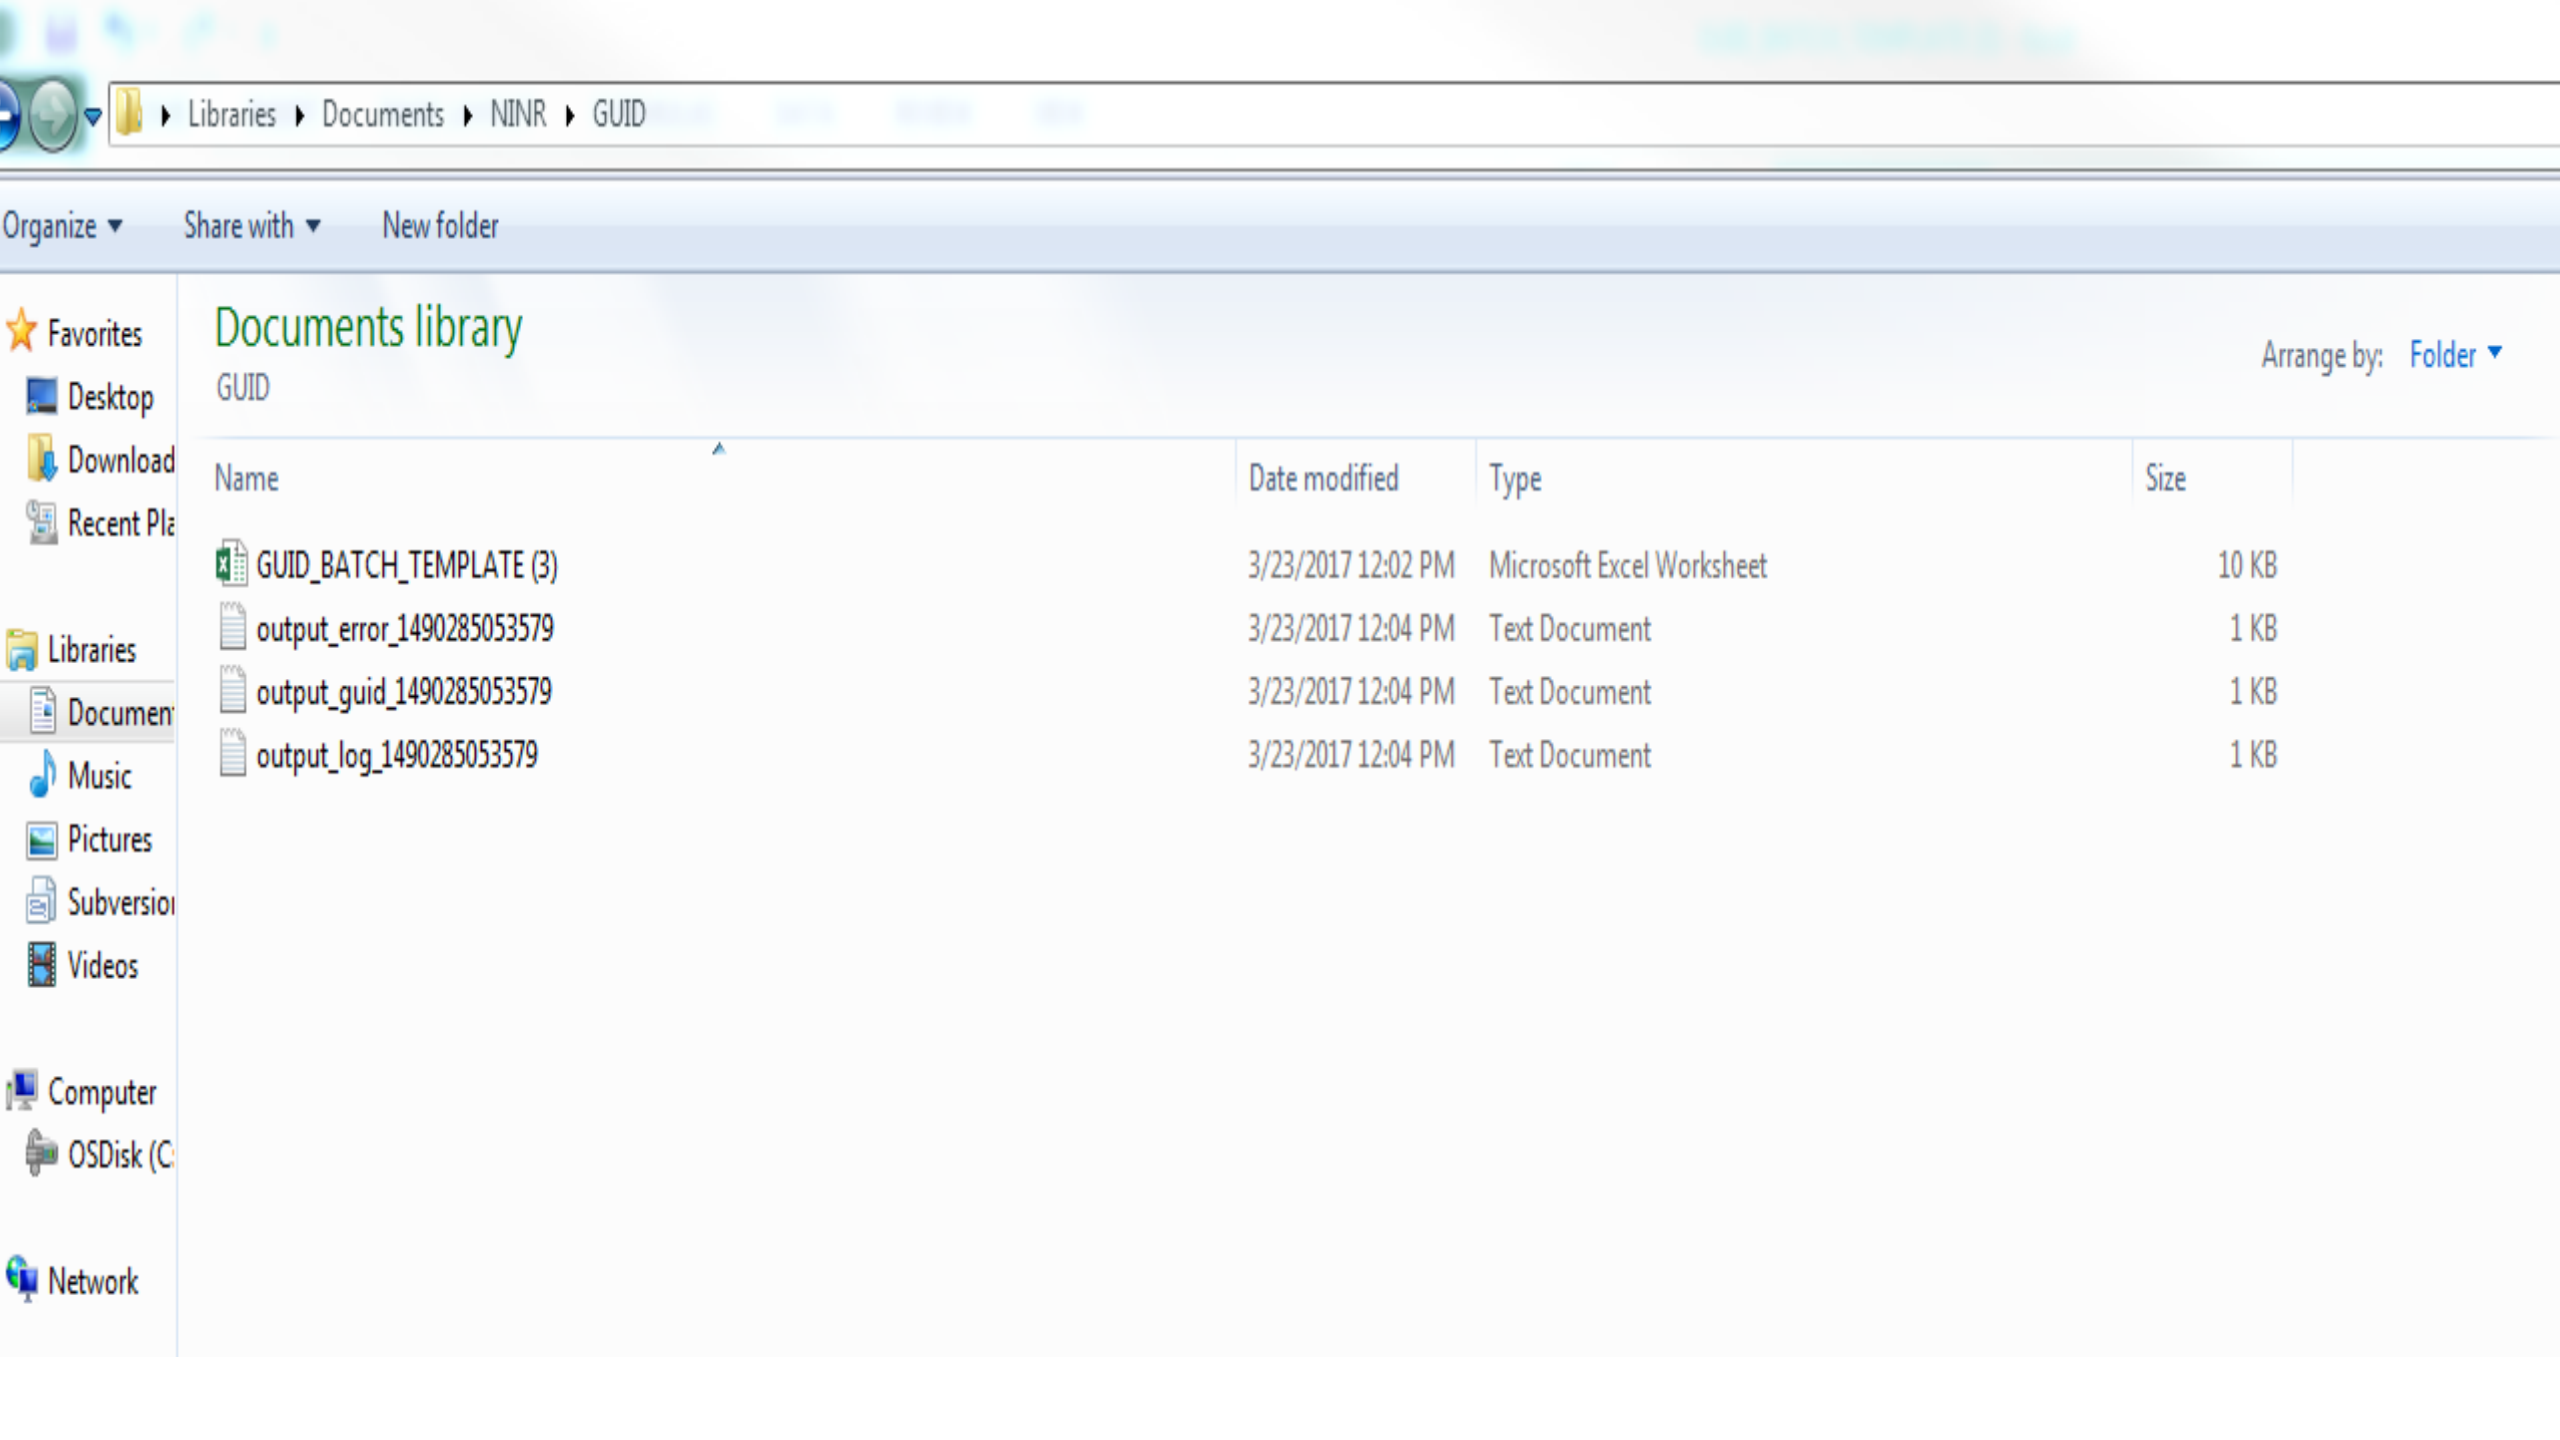 Libraries Documents NINR GUID
Organize Share with New folder
Favorites
Desktop
Download
Recent Pla
Libraries
Documen
Music
Pictures
Subversion
Videos
Computer
OSDisk (C:
Network
Documents library
GUID
Arrange by: Folder
Name Date modified Type Size
GUID_BATCH_TEMPLATE (3) 3/23/2017 12:02 PM Microsoft Excel Worksheet 10 KB
output_error_1490285053579 3/23/2017 12:04 PM Text Document 1 KB
output_guid_1490285053579 3/23/2017 12:04 PM Text Document 1 KB
output_log_1490285053579 3/23/2017 12:04 PM Text Document 1 KB